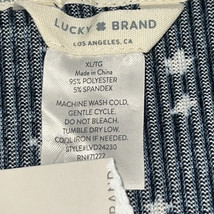 LUCKY BRAND
LOS ANGELES, CA
XL/TG
Made in China
95% POLYESTER
5% SPANDEX
MACHINE WASH COLD,
GENTLE CYCLE.
DO NOT BLEACH.
TUMBLE DRY LOW.
COOL IRON IF NEEDED.
STYLE#LVD24230
RN#71272